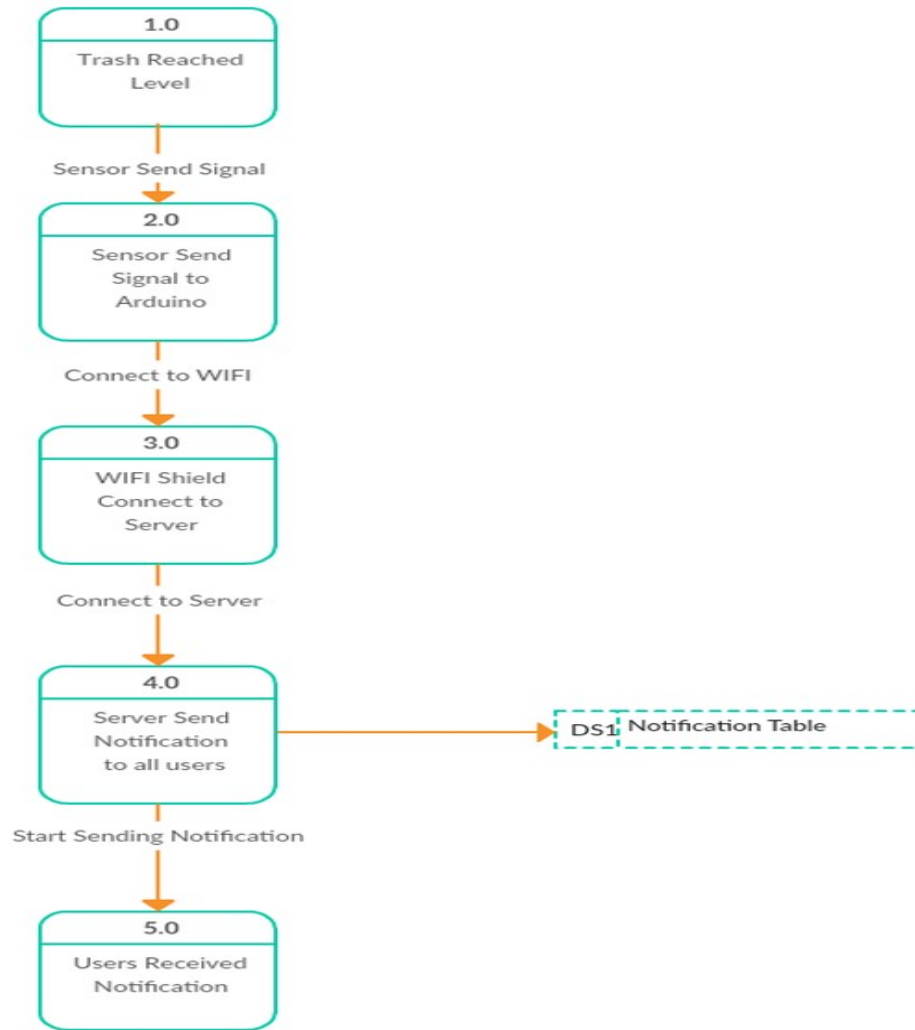 1.0
Trash Reached
Level
Sensor Send Signal
2.0
Sensor Send
Signal to
Arduino
Connect to WIFI
3.0
WIFI Shield
Connect to
Server
Connect to Server
4.0
Server Send
Notification
to all users
DS1 Notification Table
Start Sending Notification
5.0
Users Received
Notification